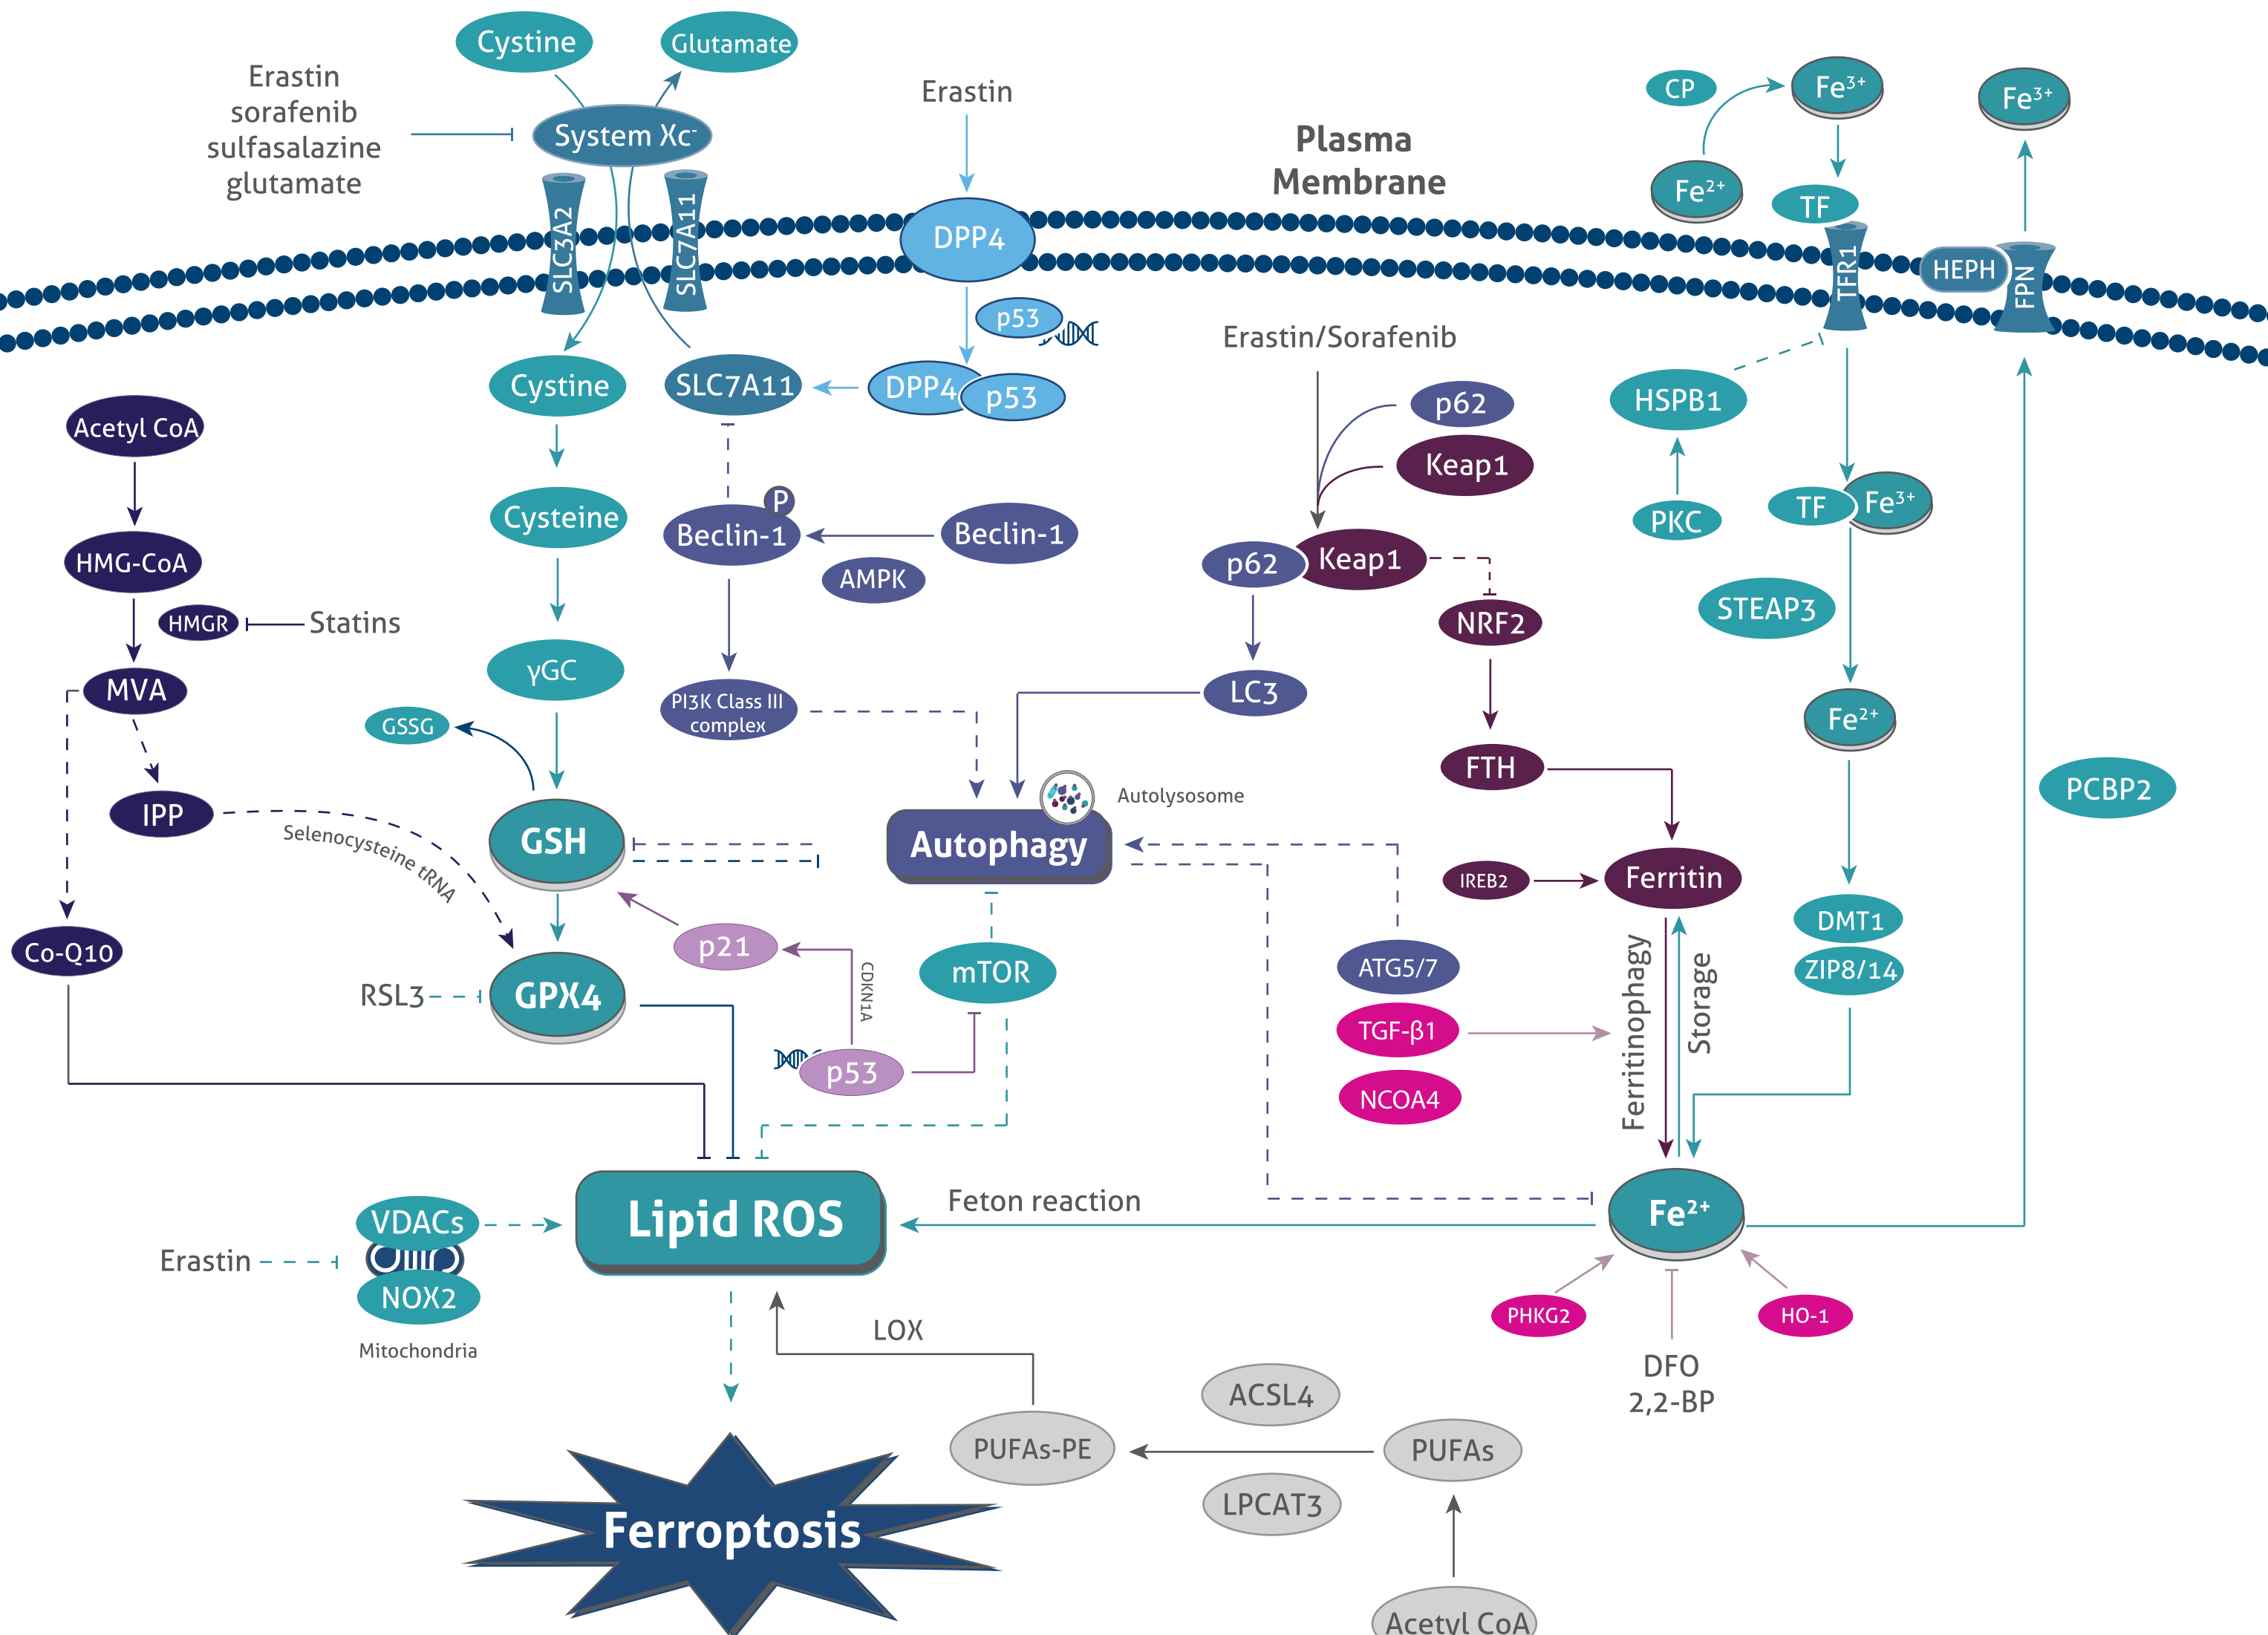 Cystine
Glutamate
Erastin
sorafenib
sulfasalazine
glutamate
System Xc⁻
SLC3A2
SLC7A11
Erastin
DPP4
Plasma
Membrane
CP
Fe³⁺
Fe²⁺
TF
TFR1
HEPH
FPN
Fe³⁺
p53
DPP4
p53
SLC7A11
Cystine
Erastin/Sorafenib
p62
Keap1
HSPB1
PKC
TF
Fe³⁺
Acetyl CoA
HMG-CoA
HMGR
Statins
MVA
IPP
Selenocysteine tRNA
Co-Q10
Cysteine
γGC
GSSG
GSH
GPX4
RSL3
P
Beclin-1
Beclin-1
AMPK
PI3K Class III
complex
p62
Keap1
NRF2
LC3
FTH
STEAP3
Fe²⁺
PCBP2
Autolysosome
Autophagy
IREB2
Ferritin
DMT1
ZIP8/14
p21
CDKN1A
p53
mTOR
ATG5/7
TGF-β1
NCOA4
Ferritinophagy
Storage
VDACs
NOX2
Mitochondria
Erastin
Lipid ROS
Feton reaction
Fe²⁺
PHKG2
HO-1
DFO
2,2-BP
LOX
ACSL4
PUFAs-PE
PUFAs
LPCAT3
Acetyl CoA
Ferroptosis